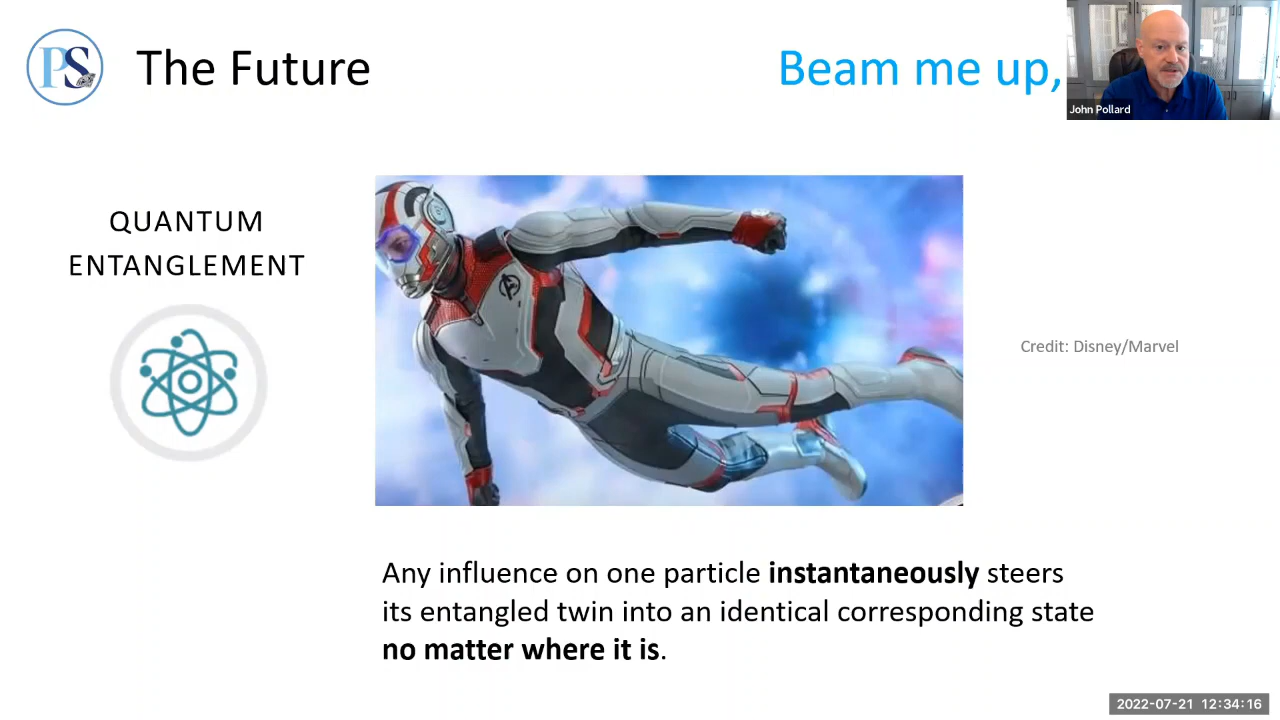 PS
The Future
Beam me up,
John Pollard
QUANTUM
ENTANGLEMENT
Credit: Disney/Marvel
Any influence on one particle instantaneously steers
its entangled twin into an identical corresponding state
no matter where it is.
2022-07-21 12:34:16